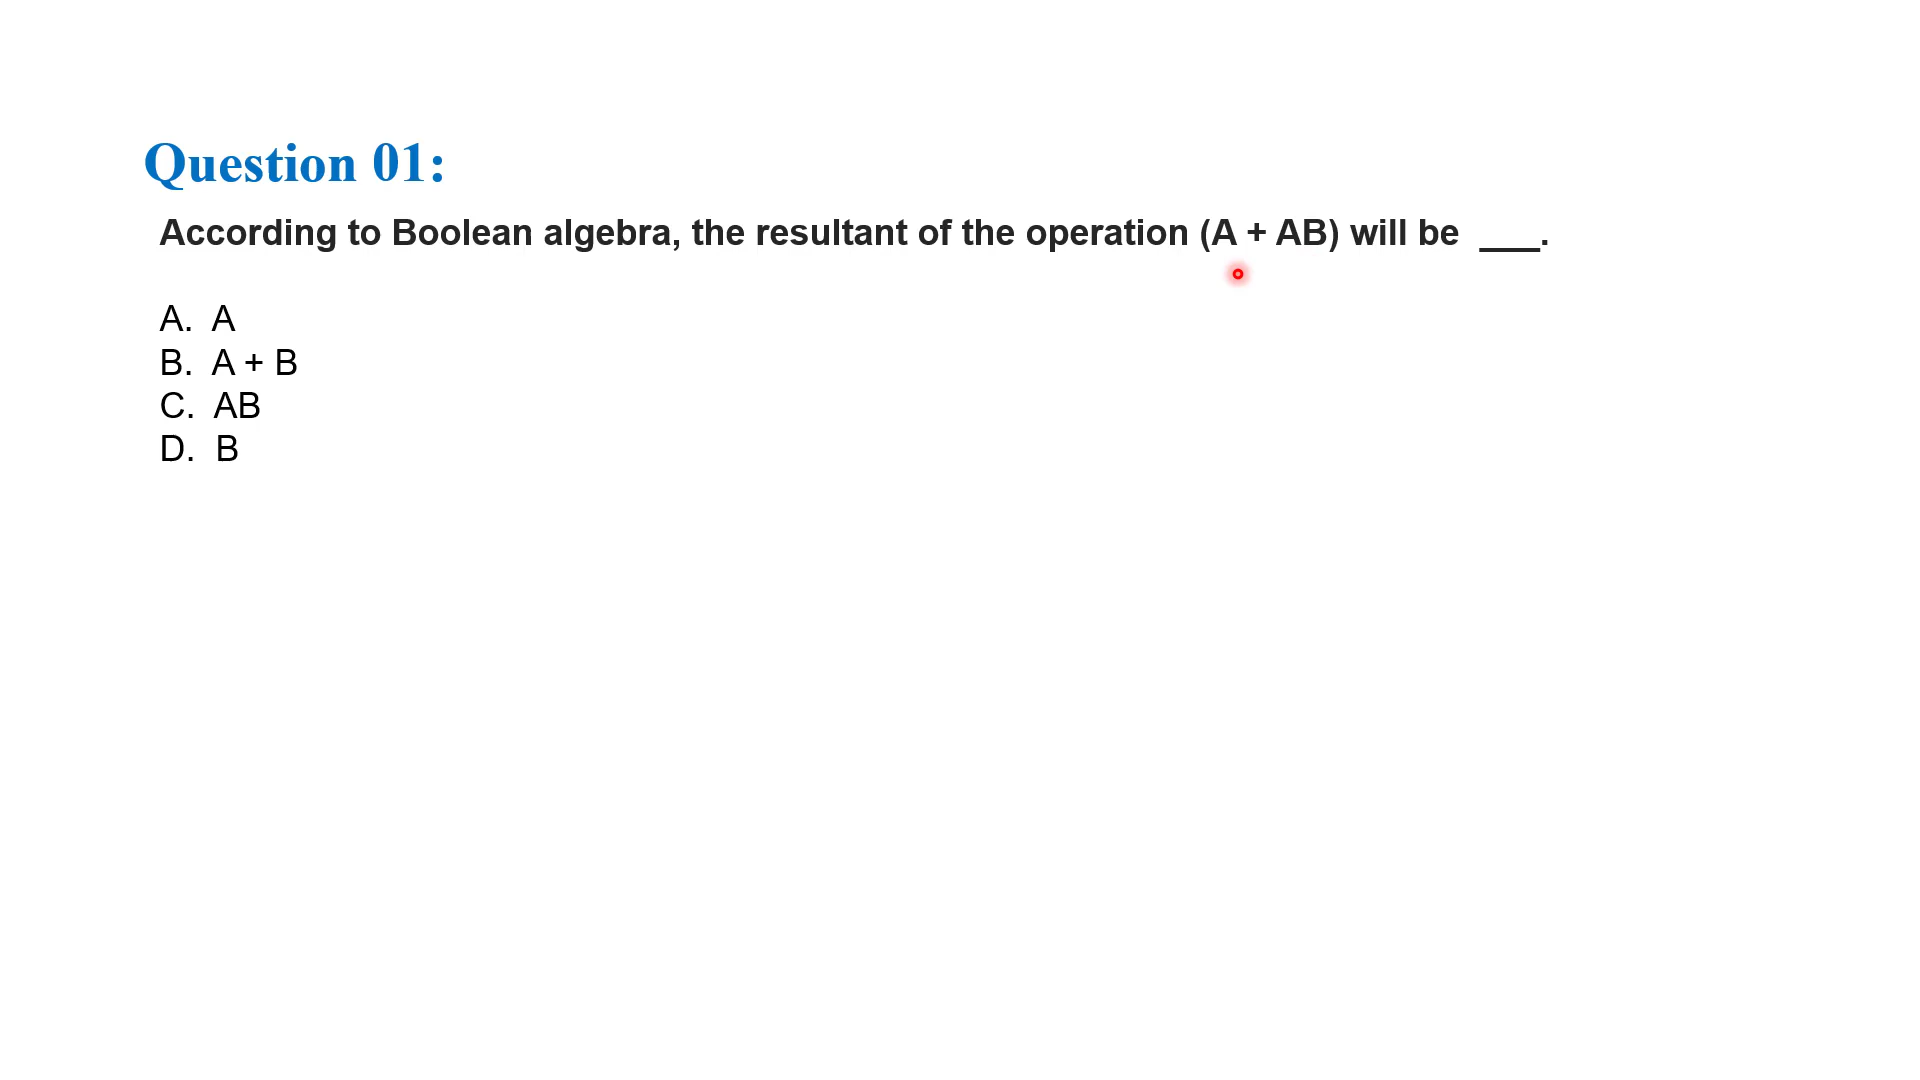 Question 01:
According to Boolean algebra, the resultant of the operation (A + AB) will be ___.
A. A
B. A + B
C. AB
D. B